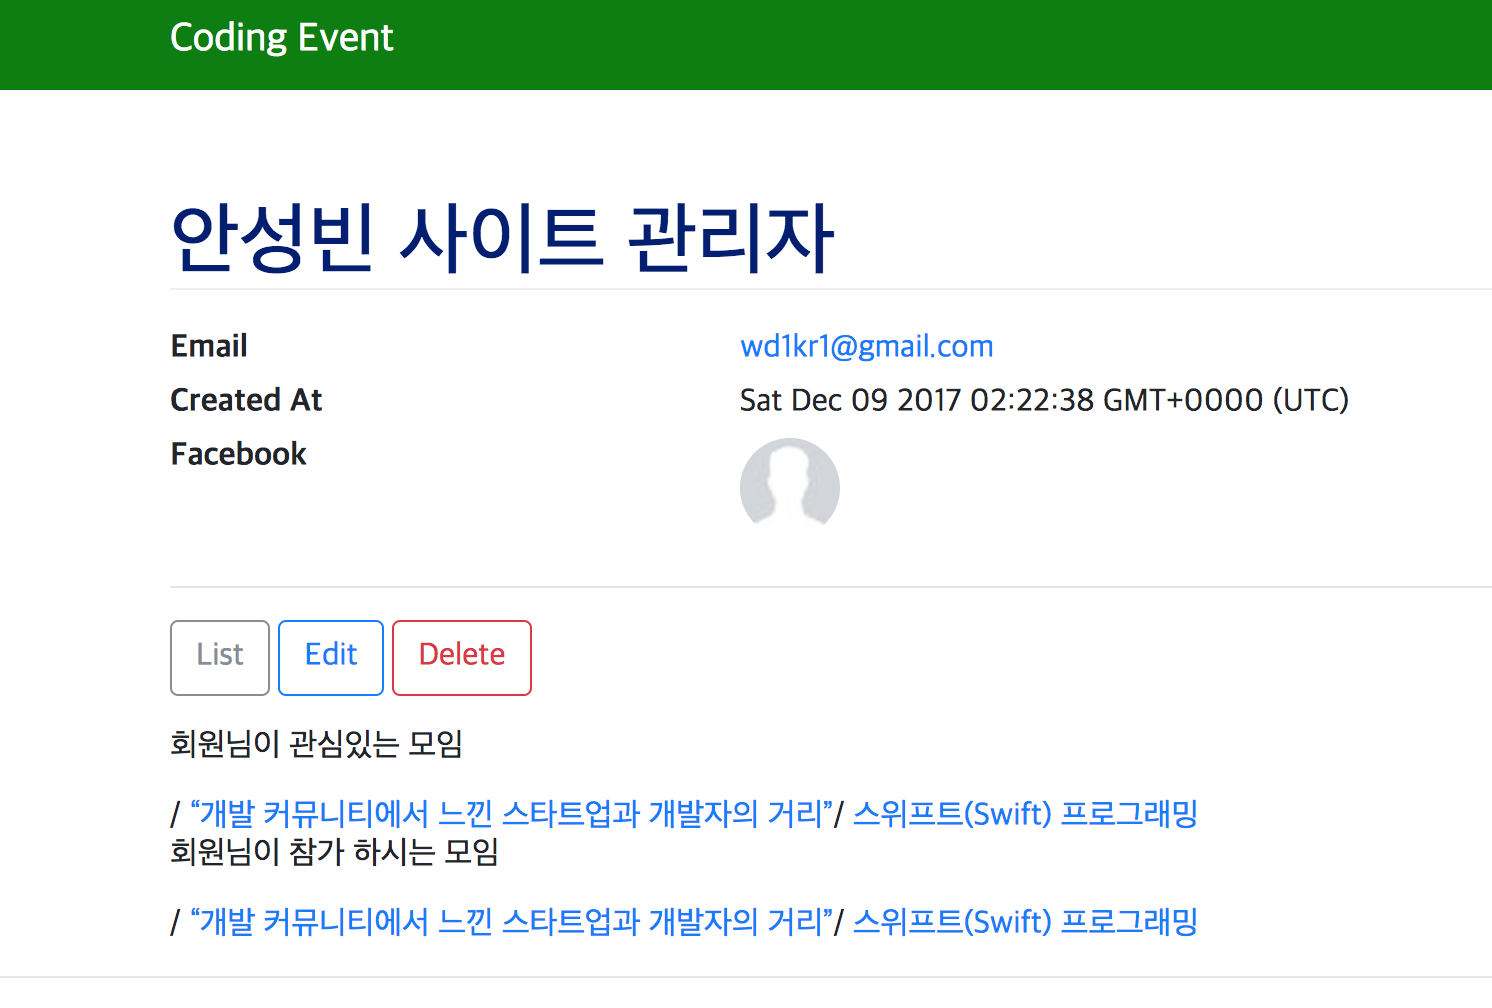 Coding Event
안성빈 사이트 관리자
Email wd1kr1@gmail.com
Created At Sat Dec 09 2017 02:22:38 GMT+0000 (UTC)
Facebook
List Edit Delete
회원님이 관심있는 모임
/ “개발 커뮤니티에서 느낀 스타트업과 개발자의 거리”/ 스위프트(Swift) 프로그래밍
회원님이 참가 하시는 모임
/ “개발 커뮤니티에서 느낀 스타트업과 개발자의 거리”/ 스위프트(Swift) 프로그래밍